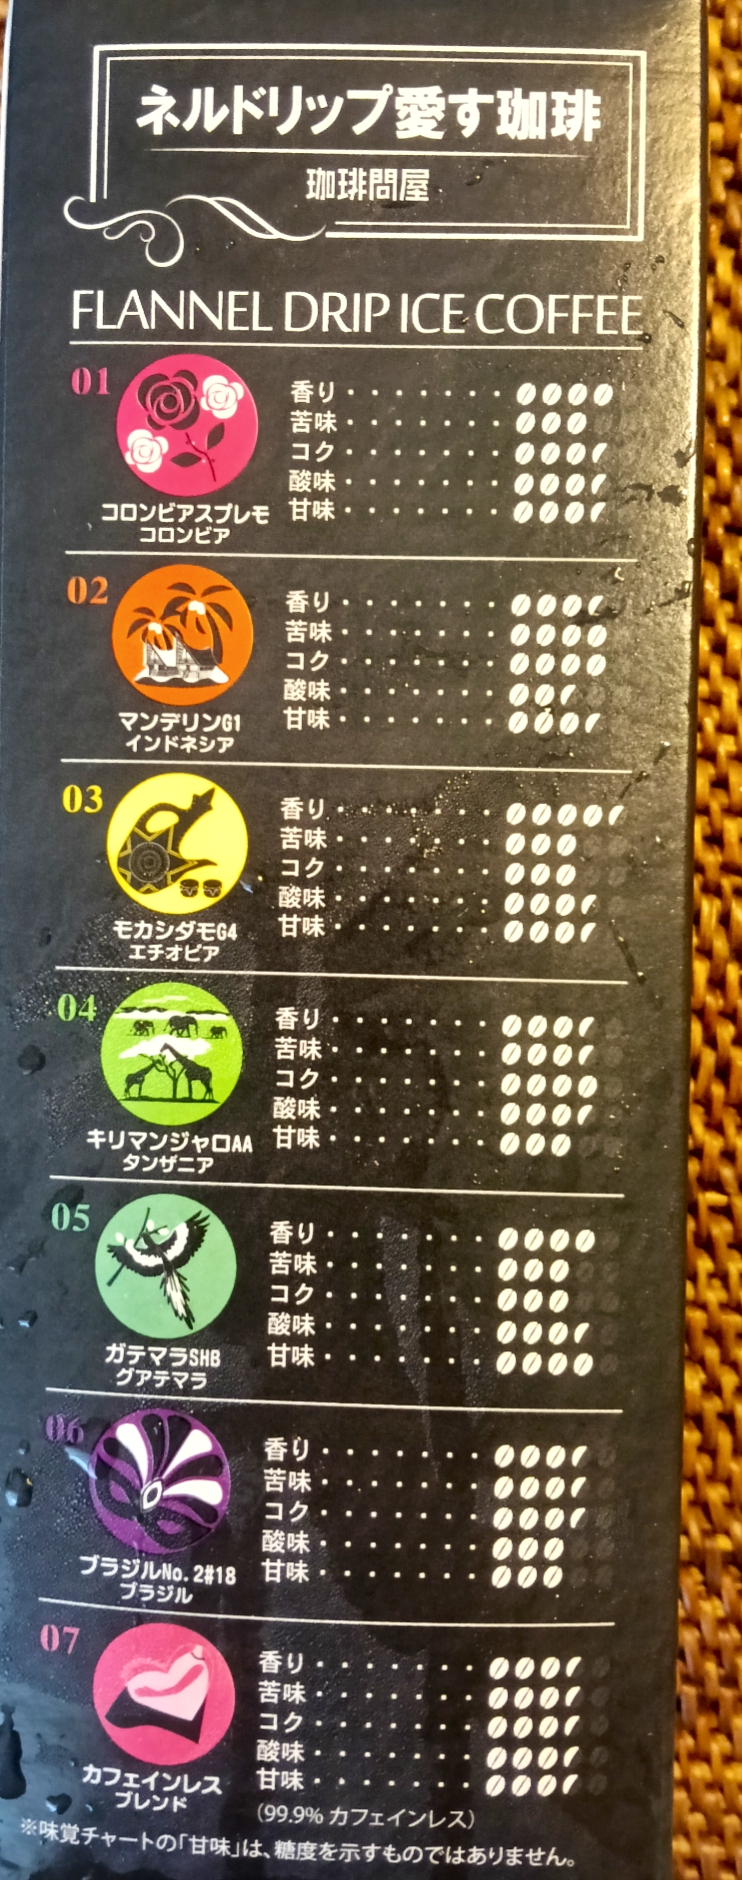 ネルドリップ愛す珈琲
珈琲問屋
FLANNEL DRIP ICE COFFEE
01
香り・・・・・・・
苦味・・・・・・・
コク・・・・・・・
酸味・・・・・・・
甘味・・・・・・・
コロンビアスプレモ
コロンビア
02
香り・・・・・・・
苦味・・・・・・・
コク・・・・・・・
酸味・・・・・・・
甘味・・・・・・・
マンデリンG1
インドネシア
03
香り・・・・・・・
苦味・・・・・・・
コク・・・・・・・
酸味・・・・・・・
甘味・・・・・・・
モカシダモG4
エチオピア
04
香り・・・・・・・
苦味・・・・・・・
コク・・・・・・・
酸味・・・・・・・
甘味・・・・・・・
キリマンジャロAA
タンザニア
05
香り・・・・・・・
苦味・・・・・・・
コク・・・・・・・
酸味・・・・・・・
甘味・・・・・・・
ガテマラSHB
グアテマラ
06
香り・・・・・・・
苦味・・・・・・・
コク・・・・・・・
酸味・・・・・・・
甘味・・・・・・・
ブラジルNo.2#18
ブラジル
07
香り・・・・・・・
苦味・・・・・・・
コク・・・・・・・
酸味・・・・・・・
甘味・・・・・・・
カフェインレス
ブレンド
(99.9%カフェインレス)
※味覚チャートの「甘味」は、糖度を示すものではありません。